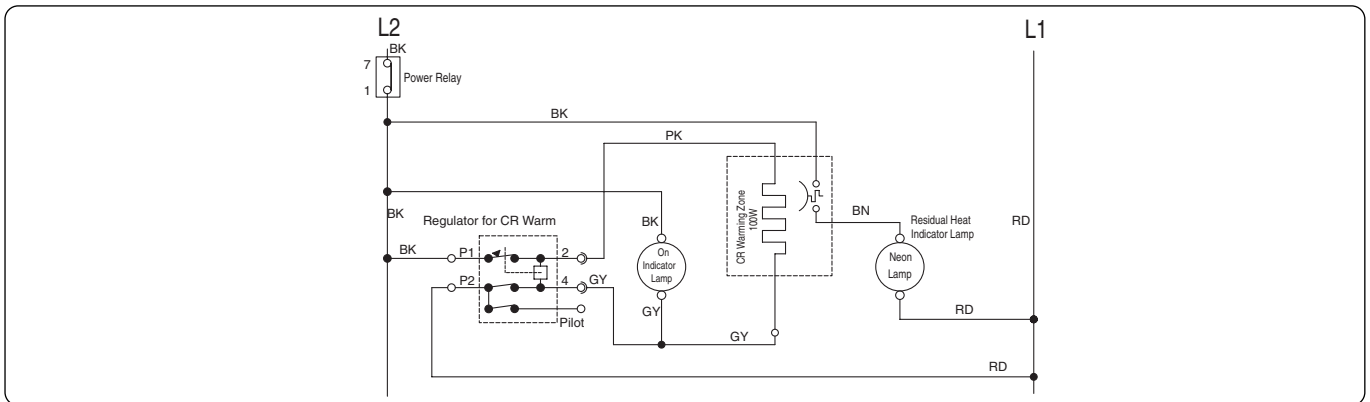 L2
L1
BK
7
Power Relay
1
BK
PK
BK
Regulator for CR Warm
BK
CR Warming Zone
100W
BN
Residual Heat
Indicator Lamp
RD
BK
P1
2
On
Indicator
Lamp
Neon
Lamp
P2
4
GY
Pilot
GY
GY
RD
RD